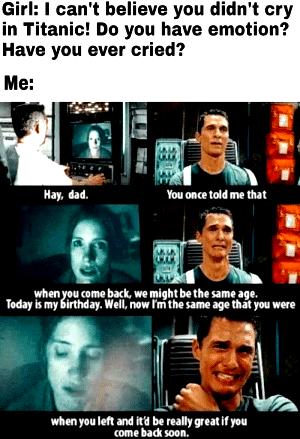 Girl: I can't believe you didn't cry
in Titanic! Do you have emotion?
Have you ever cried?
Me:
Hay, dad.
You once told me that
when you come back, we might be the same age.
Today is my birthday. Well, now I'm the same age that you were
when you left and it'd be really great if you
come back soon.